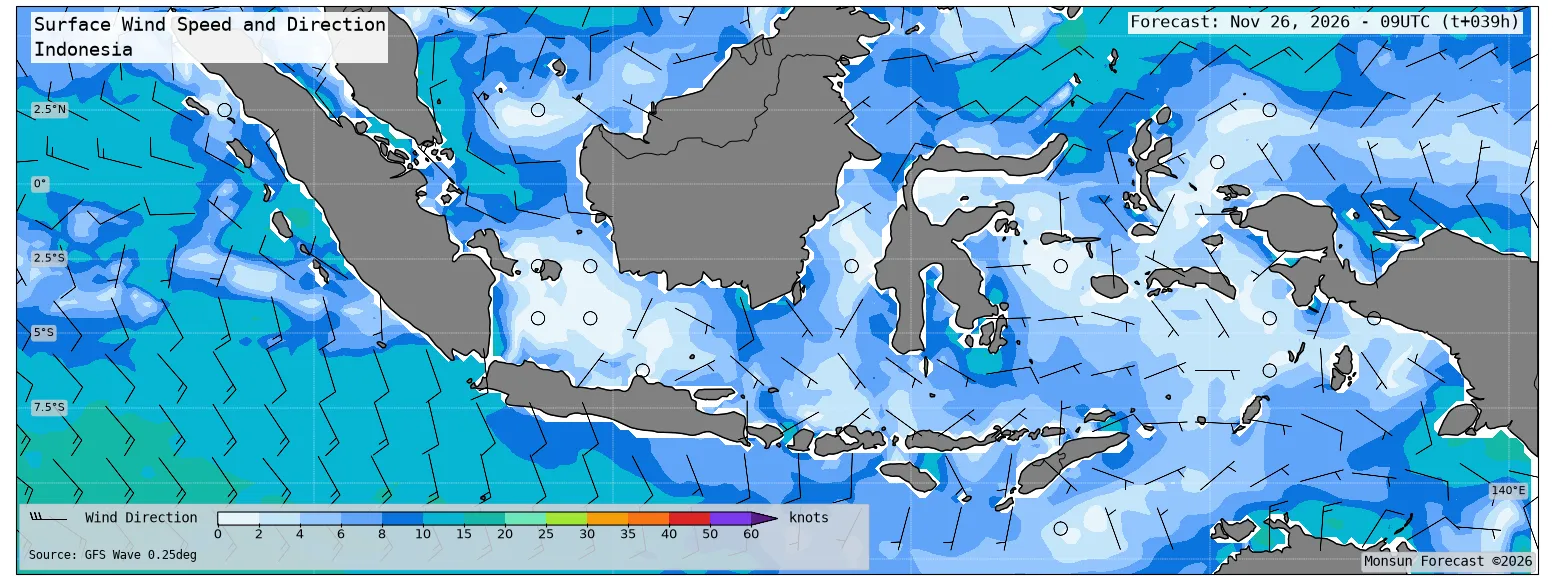 Surface Wind Speed and Direction
Indonesia
Forecast: Nov 26, 2026 - 09UTC (t+039h)
2.5°N
0°
2.5°S
5°S
7.5°S
140°E
Wind Direction
0 2 4 6 8 10 15 20 25 30 35 40 50 60
knots
Source: GFS Wave 0.25deg
Monsun Forecast ©2026